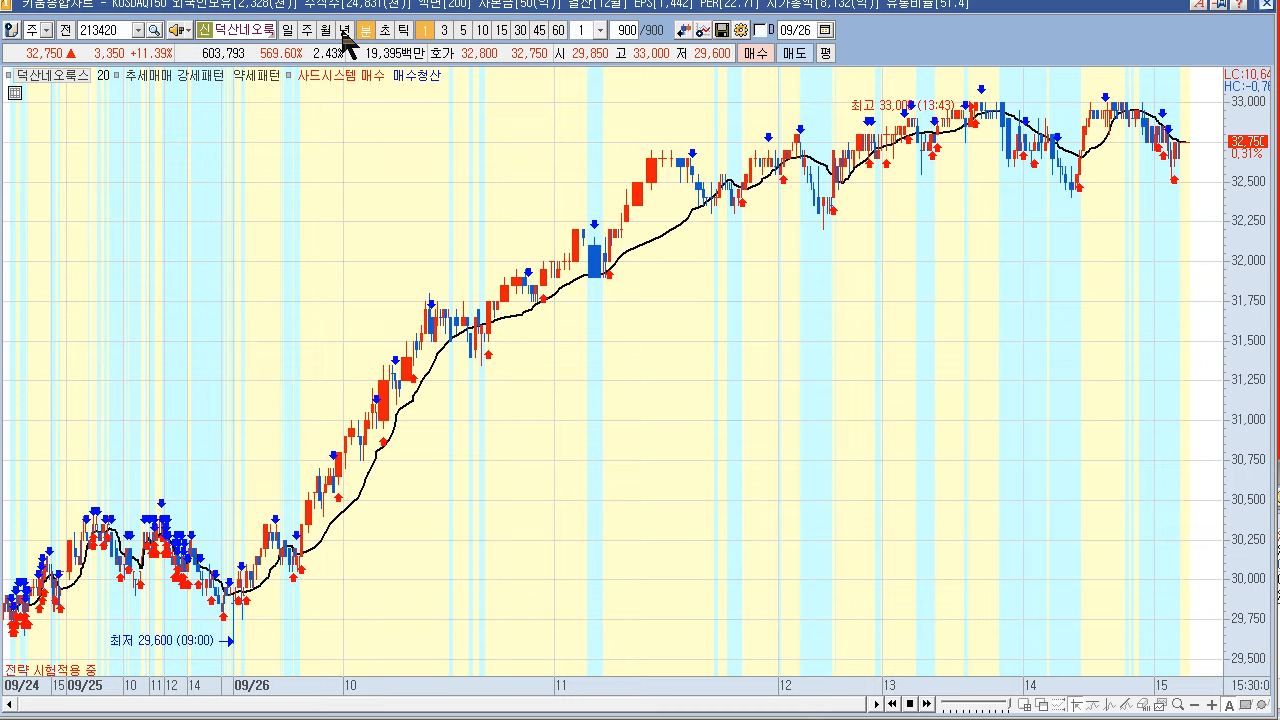 키움종합차트 - KOSDAQ150 외국인보유[2,328(천)] 주식수[24,831(천)] 액면[200] 자본금[50(억)] 결산[12월] EPS[1,442] PER[22.71] 시가총액[8,132(억)] 유동비율[51.4]
주 전 213420 신 덕산네오룩 일 주 월 년 분 초 틱 1 3 5 10 15 30 45 60 1 900 /900 D 09/26
32,750 ▲ 3,350 +11.39% 603,793 569.60% 2.43% 19,395백만 호가 32,800 32,750 시 29,850 고 33,000 저 29,600 매수 매도 평
덕산네오룩스 20 추세매매 강세패턴 약세패턴 사드시스템 매수 매수청산
LC:10,64
HC:-0,76
최고 33,000 (13:43)
33,000
32,750
0,31%
32,500
32,250
32,000
31,750
31,500
31,250
31,000
30,750
30,500
30,250
30,000
29,750
29,500
최저 29,600 (09:00)
전략 시험적용 중
09/24 15 09/25 10 11 12 14 09/26 10 11 12 13 14 15 15:30:0
A